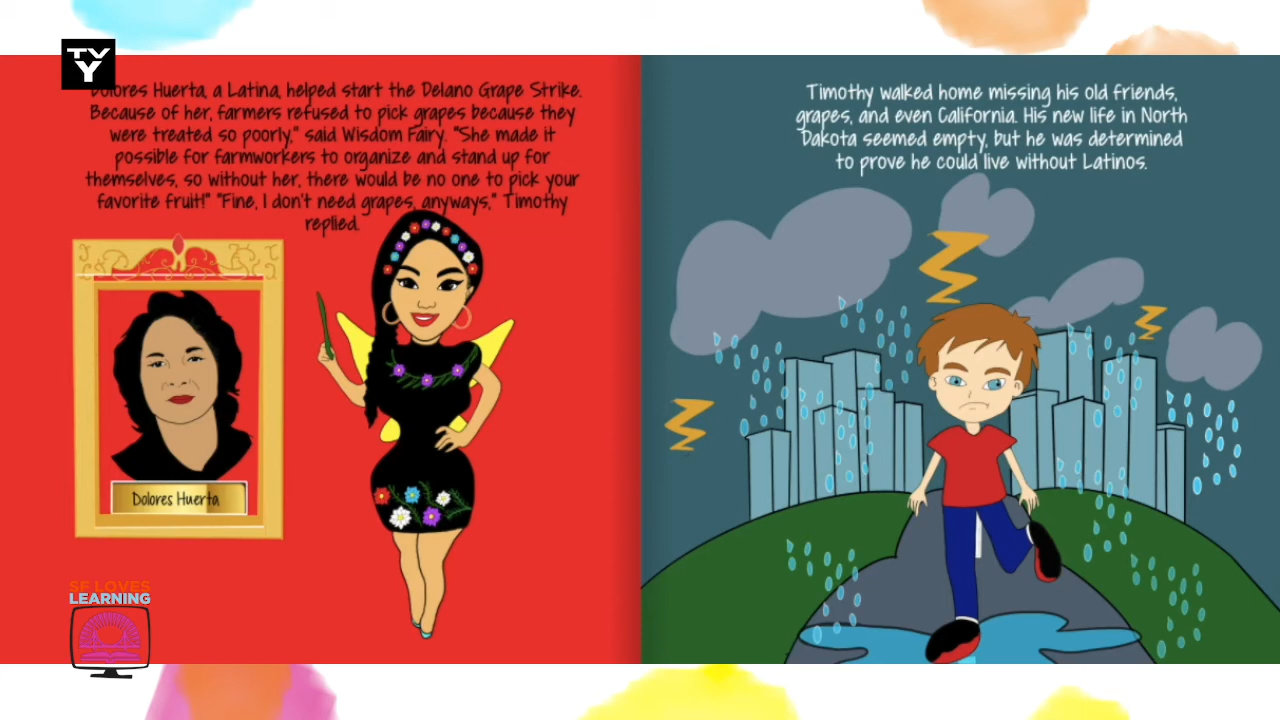 TV
Y
Dolores Huerta, a Latina, helped start the Delano Grape Strike.
Because of her, farmers refused to pick grapes because they
were treated so poorly," said Wisdom Fairy. "She made it
possible for farmworkers to organize and stand up for
themselves, so without her, there would be no one to pick your
favorite fruit!" "Fine, I don't need grapes, anyways," Timothy
replied.
Dolores Huerta
SF LOVES
LEARNING
Timothy walked home missing his old friends,
grapes, and even California. His new life in North
Dakota seemed empty, but he was determined
to prove he could live without Latinos.